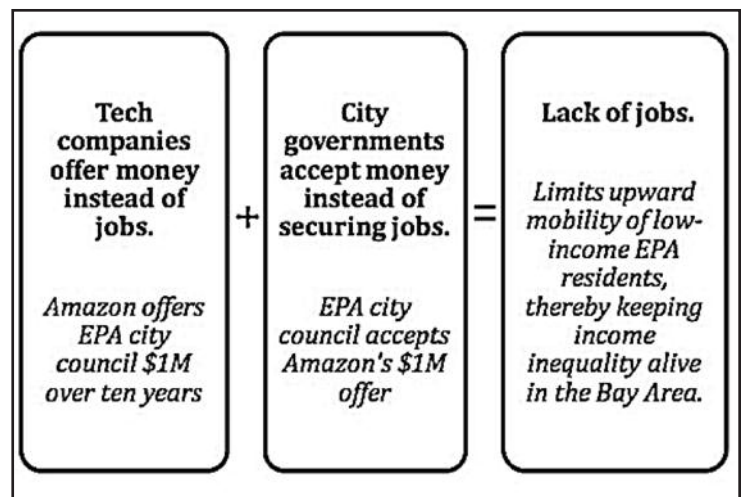 Tech
companies
offer money
instead of
jobs.
Amazon offers
EPA city
council $1M
over ten years
+
City
governments
accept money
instead of
securing jobs.
EPA city
council accepts
Amazon's $1M
offer
=
Lack of jobs.
Limits upward
mobility of low-
income EPA
residents,
thereby keeping
income
inequality alive
in the Bay Area.